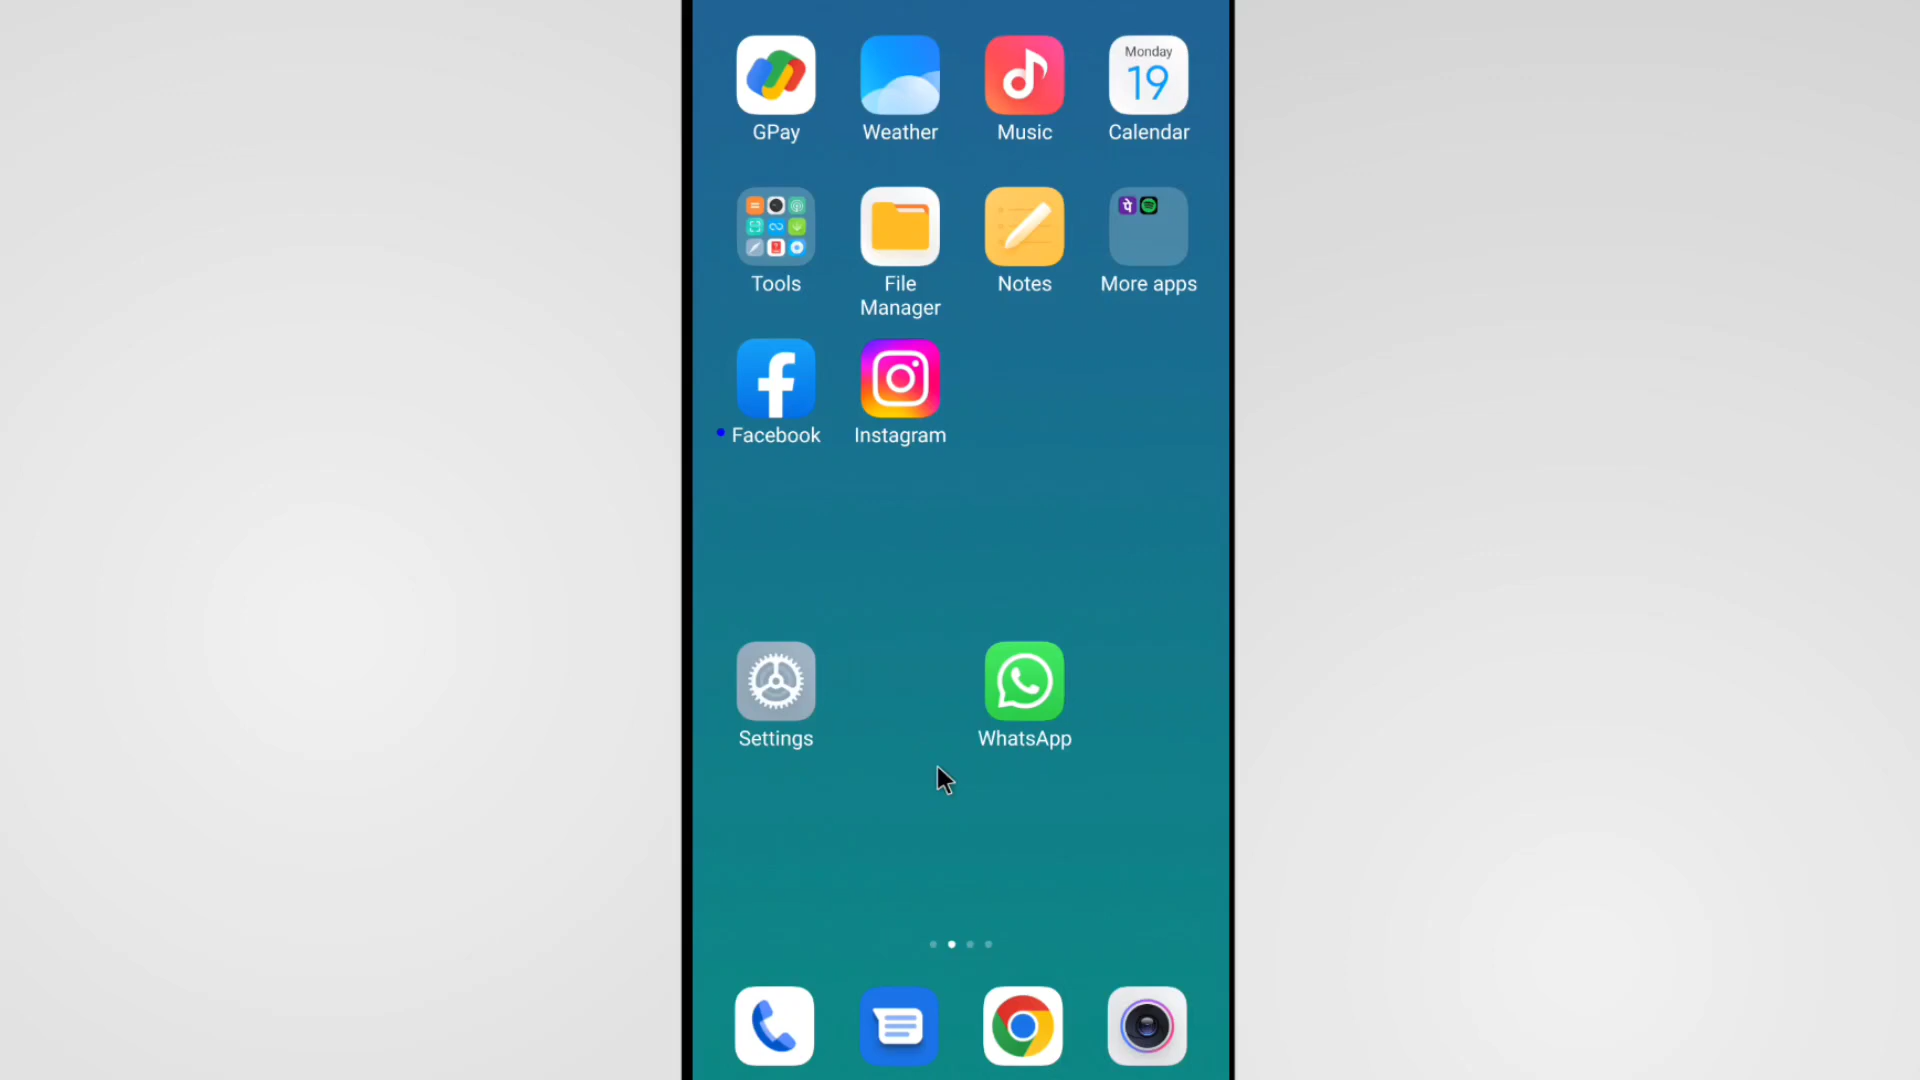 Monday
19
GPay
Weather
Music
Calendar
पे
Tools
File
Manager
Notes
More apps
Facebook
Instagram
Settings
WhatsApp